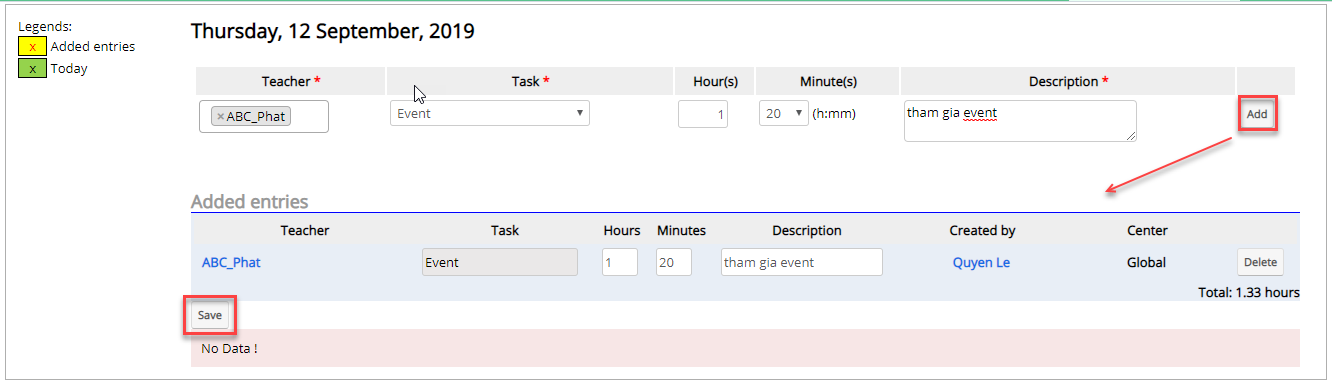 Legends:
x Added entries
x Today
Thursday, 12 September, 2019
Teacher * Task * Hour(s) Minute(s) Description *
×ABC_Phat Event 1 20 (h:mm) tham gia event Add
Added entries
Teacher Task Hours Minutes Description Created by Center
ABC_Phat Event 1 20 tham gia event Quyen Le Global Delete
Total: 1.33 hours
Save
No Data !